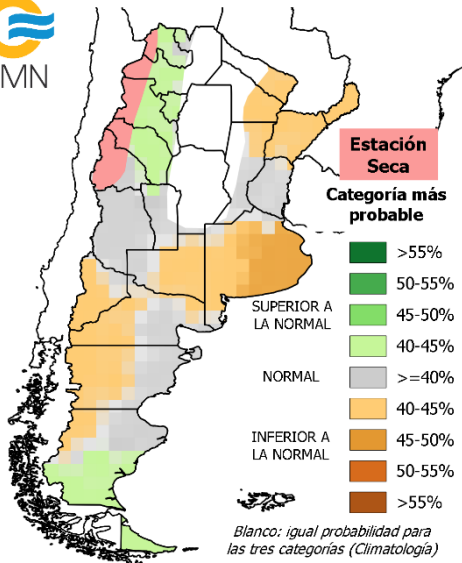 MN
Estación
Seca
Categoría más
probable
>55%
50-55%
SUPERIOR A
LA NORMAL
45-50%
40-45%
NORMAL
>=40%
40-45%
INFERIOR A
LA NORMAL
45-50%
50-55%
>55%
Blanco: igual probabilidad para
las tres categorías (Climatología)